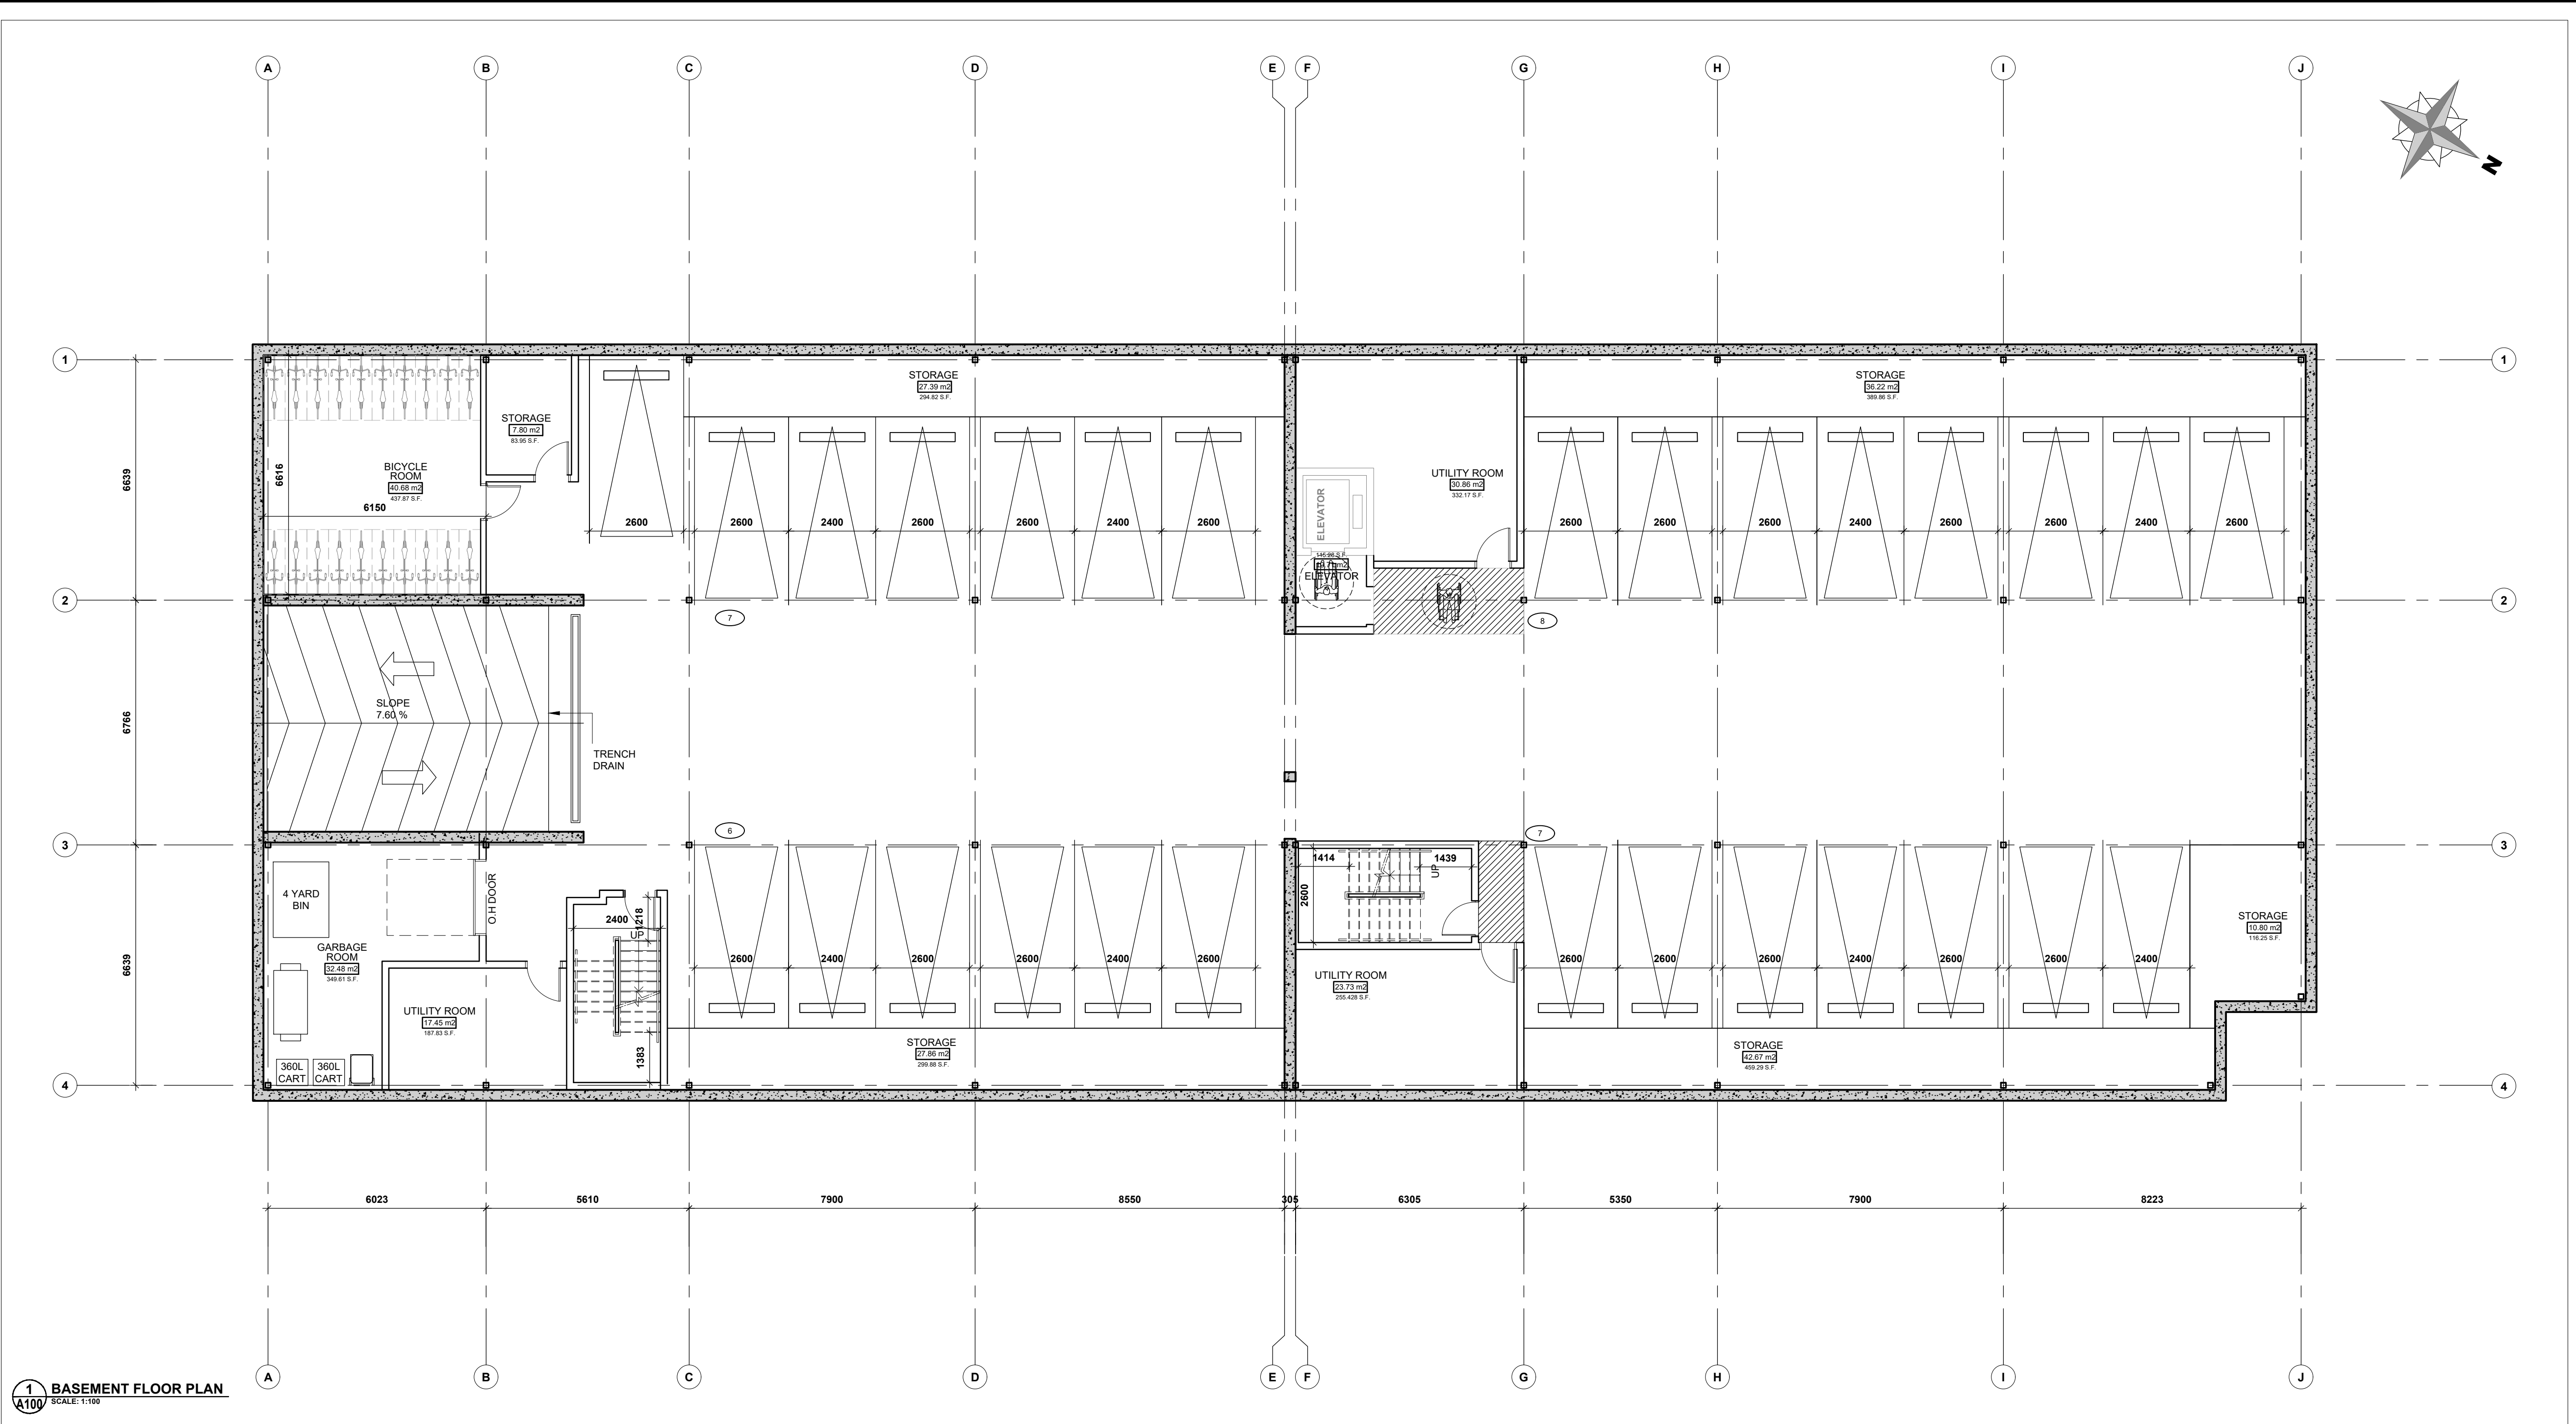 A B C D E F G H I J
N
1 1
STORAGE
27.39 m2
294.82 S.F.
STORAGE
36.22 m2
389.86 S.F.
STORAGE
7.80 m2
83.95 S.F.
BICYCLE
ROOM
40.68 m2
437.87 S.F.
6639
6616
6150
UTILITY ROOM
30.86 m2
332.17 S.F.
ELEVATOR
2600 2600 2400 2600 2600 2400 2600 2600 2600 2600 2400 2600 2600 2400 2600
ELEVATOR
2 2
7 8
SLOPE
7.60 %
6766
TRENCH
DRAIN
6 7
3 3
1414 1439
UP
2600
4 YARD
BIN
O.H DOOR
2400
1218
UP
STORAGE
10.80 m2
116.25 S.F.
GARBAGE
ROOM
32.48 m2
349.61 S.F.
6639
2600 2400 2600 2600 2400 2600 2600 2600 2600 2400 2600 2600 2400
UTILITY ROOM
23.73 m2
255.428 S.F.
UTILITY ROOM
17.45 m2
187.83 S.F.
STORAGE
27.86 m2
299.88 S.F.
STORAGE
42.67 m2
459.29 S.F.
1383
360L
CART
360L
CART
4 4
6023 5610 7900 8550 305 6305 5350 7900 8223
A B C D E F G H I J
1
A100
BASEMENT FLOOR PLAN
SCALE: 1:100